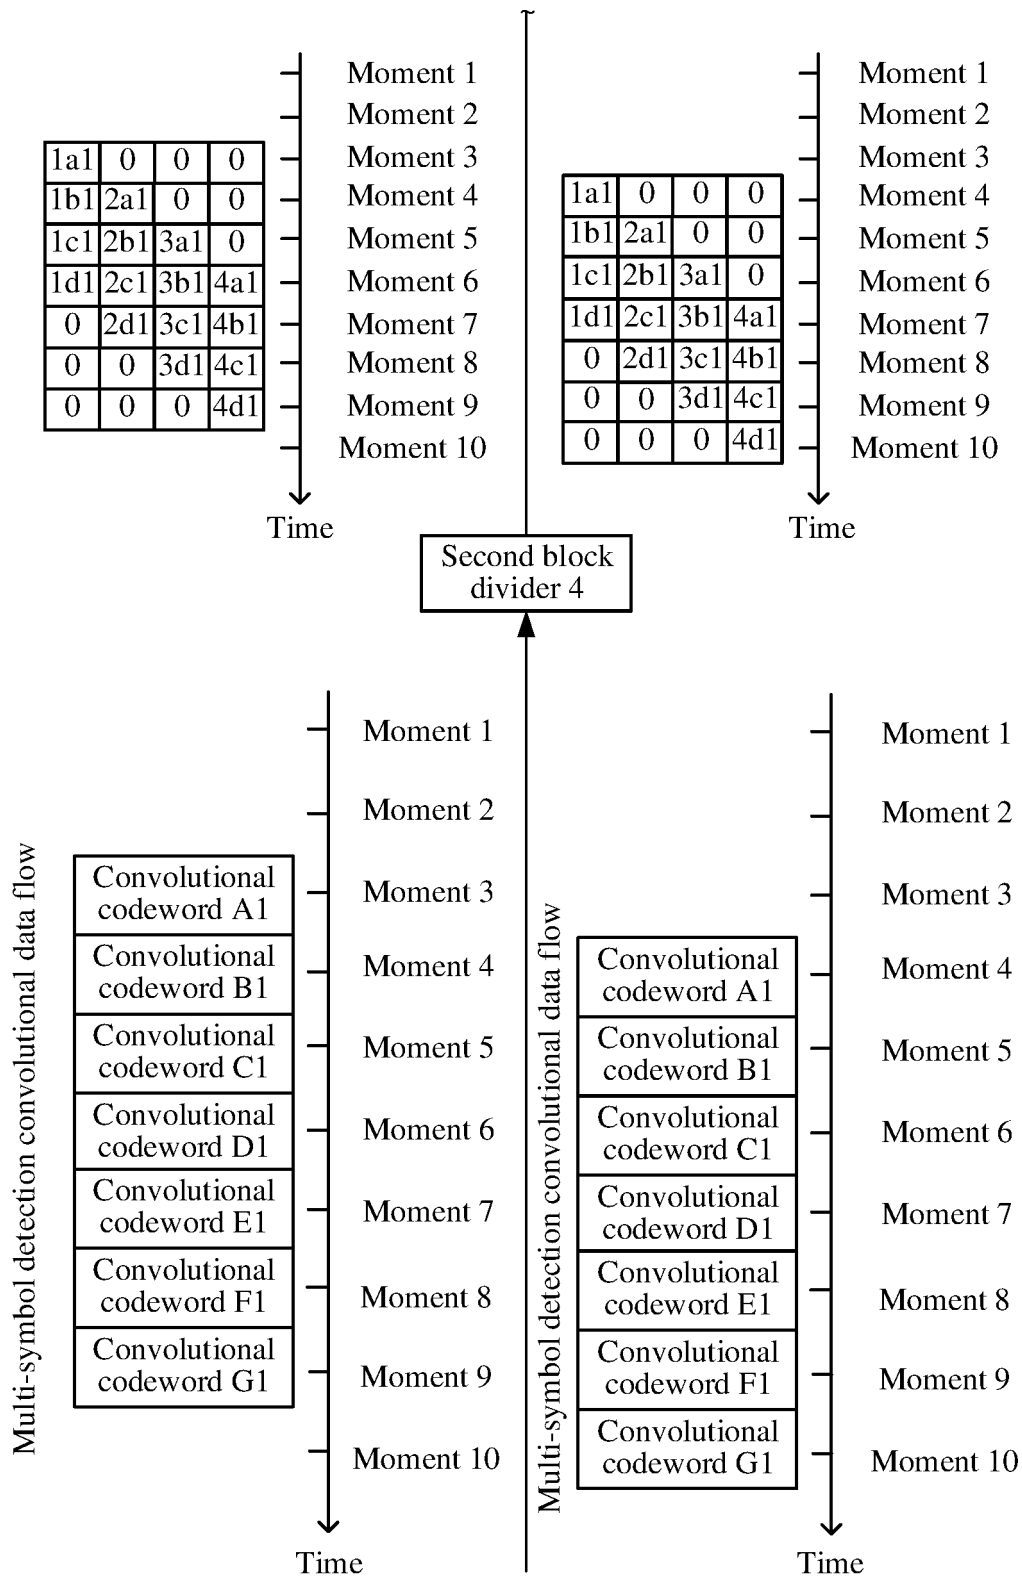 ~
Moment 1
Moment 2
1a1 0 0 0 Moment 3
1b1 2a1 0 0 Moment 4
1c1 2b1 3a1 0 Moment 5
1d1 2c1 3b1 4a1 Moment 6
0 2d1 3c1 4b1 Moment 7
0 0 3d1 4c1 Moment 8
0 0 0 4d1 Moment 9
Moment 10
Time
Moment 1
Moment 2
Moment 3
1a1 0 0 0 Moment 4
1b1 2a1 0 0 Moment 5
1c1 2b1 3a1 0 Moment 6
1d1 2c1 3b1 4a1 Moment 7
0 2d1 3c1 4b1 Moment 8
0 0 3d1 4c1 Moment 9
0 0 0 4d1 Moment 10
Time
Second block
divider 4
Multi-symbol detection convolutional data flow
Moment 1
Moment 2
Convolutional
codeword A1
Moment 3
Convolutional
codeword B1
Moment 4
Convolutional
codeword C1
Moment 5
Convolutional
codeword D1
Moment 6
Convolutional
codeword E1
Moment 7
Convolutional
codeword F1
Moment 8
Convolutional
codeword G1
Moment 9
Moment 10
Time
Multi-symbol detection convolutional data flow
Moment 1
Moment 2
Moment 3
Convolutional
codeword A1
Moment 4
Convolutional
codeword B1
Moment 5
Convolutional
codeword C1
Moment 6
Convolutional
codeword D1
Moment 7
Convolutional
codeword E1
Moment 8
Convolutional
codeword F1
Moment 9
Convolutional
codeword G1
Moment 10
Time